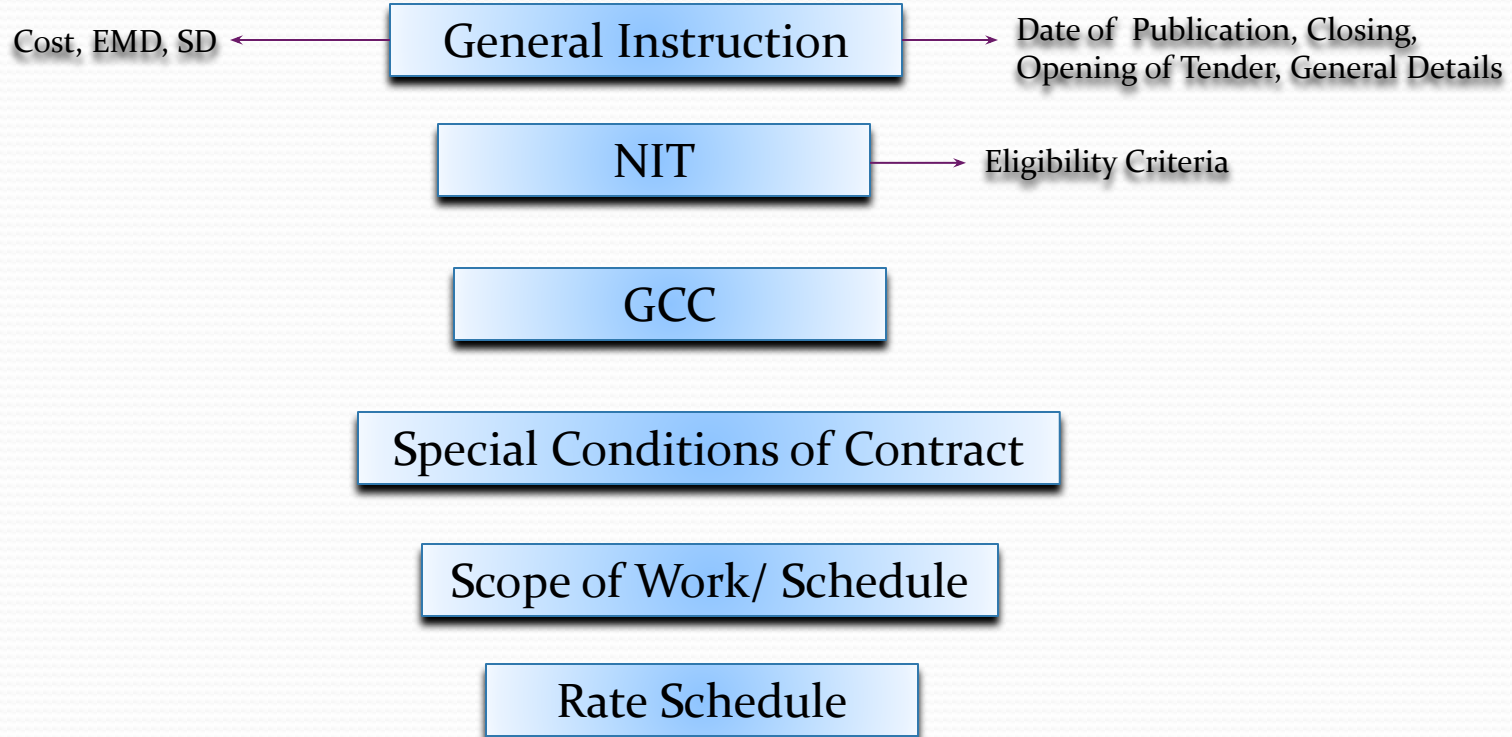 Cost, EMD, SD
General Instruction
Date of Publication, Closing,
Opening of Tender, General Details
NIT
Eligibility Criteria
GCC
Special Conditions of Contract
Scope of Work/ Schedule
Rate Schedule